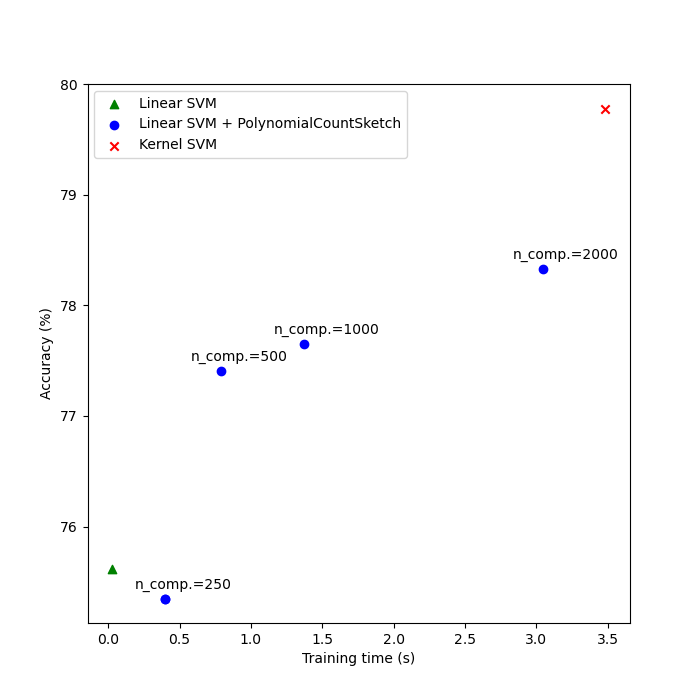 80
79
78
77
76
Accuracy (%)
Linear SVM
Linear SVM + PolynomialCountSketch
Kernel SVM
n_comp.=2000
n_comp.=1000
n_comp.=500
n_comp.=250
0.0 0.5 1.0 1.5 2.0 2.5 3.0 3.5
Training time (s)